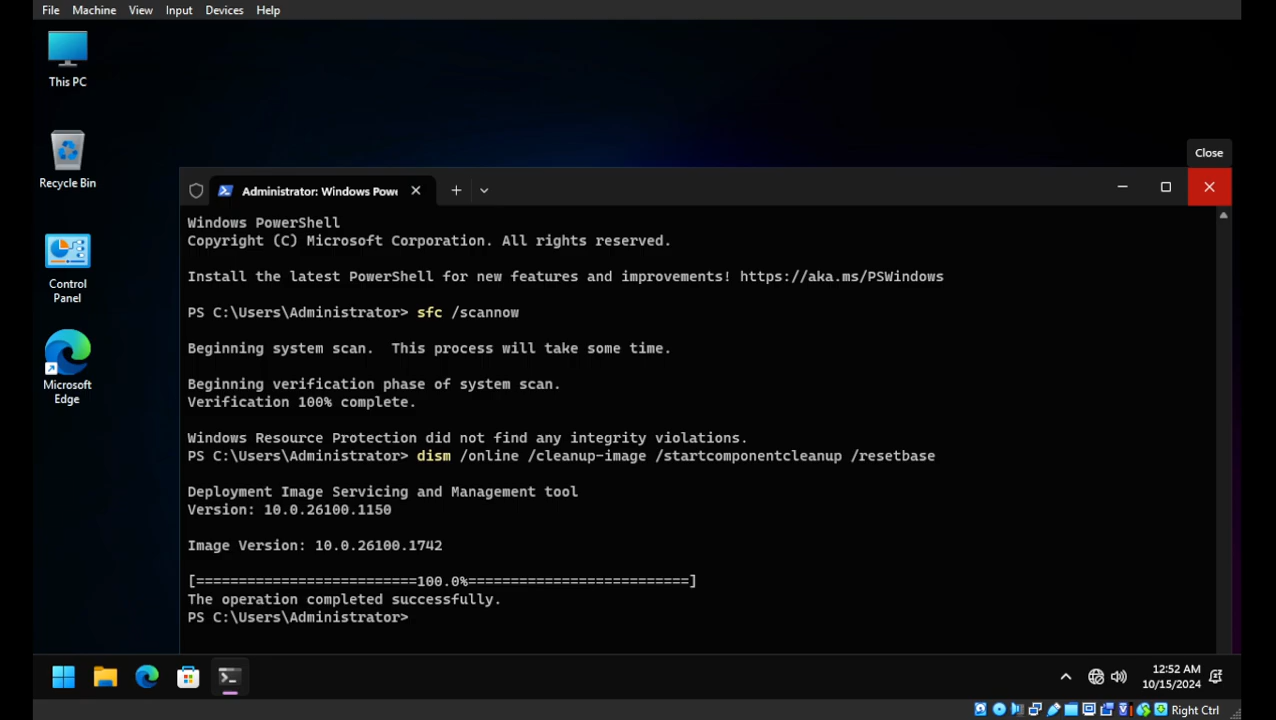 File Machine View Input Devices Help
This PC
Recycle Bin
Control
Panel
Microsoft
Edge
Close
Administrator: Windows Powe
Windows PowerShell
Copyright (C) Microsoft Corporation. All rights reserved.
Install the latest PowerShell for new features and improvements! https://aka.ms/PSWindows
PS C:\Users\Administrator> sfc /scannow
Beginning system scan.  This process will take some time.
Beginning verification phase of system scan.
Verification 100% complete.
Windows Resource Protection did not find any integrity violations.
PS C:\Users\Administrator> dism /online /cleanup-image /startcomponentcleanup /resetbase
Deployment Image Servicing and Management tool
Version: 10.0.26100.1150
Image Version: 10.0.26100.1742
[==========================100.0%==========================]
The operation completed successfully.
PS C:\Users\Administrator>
12:52 AM
10/15/2024
Right Ctrl